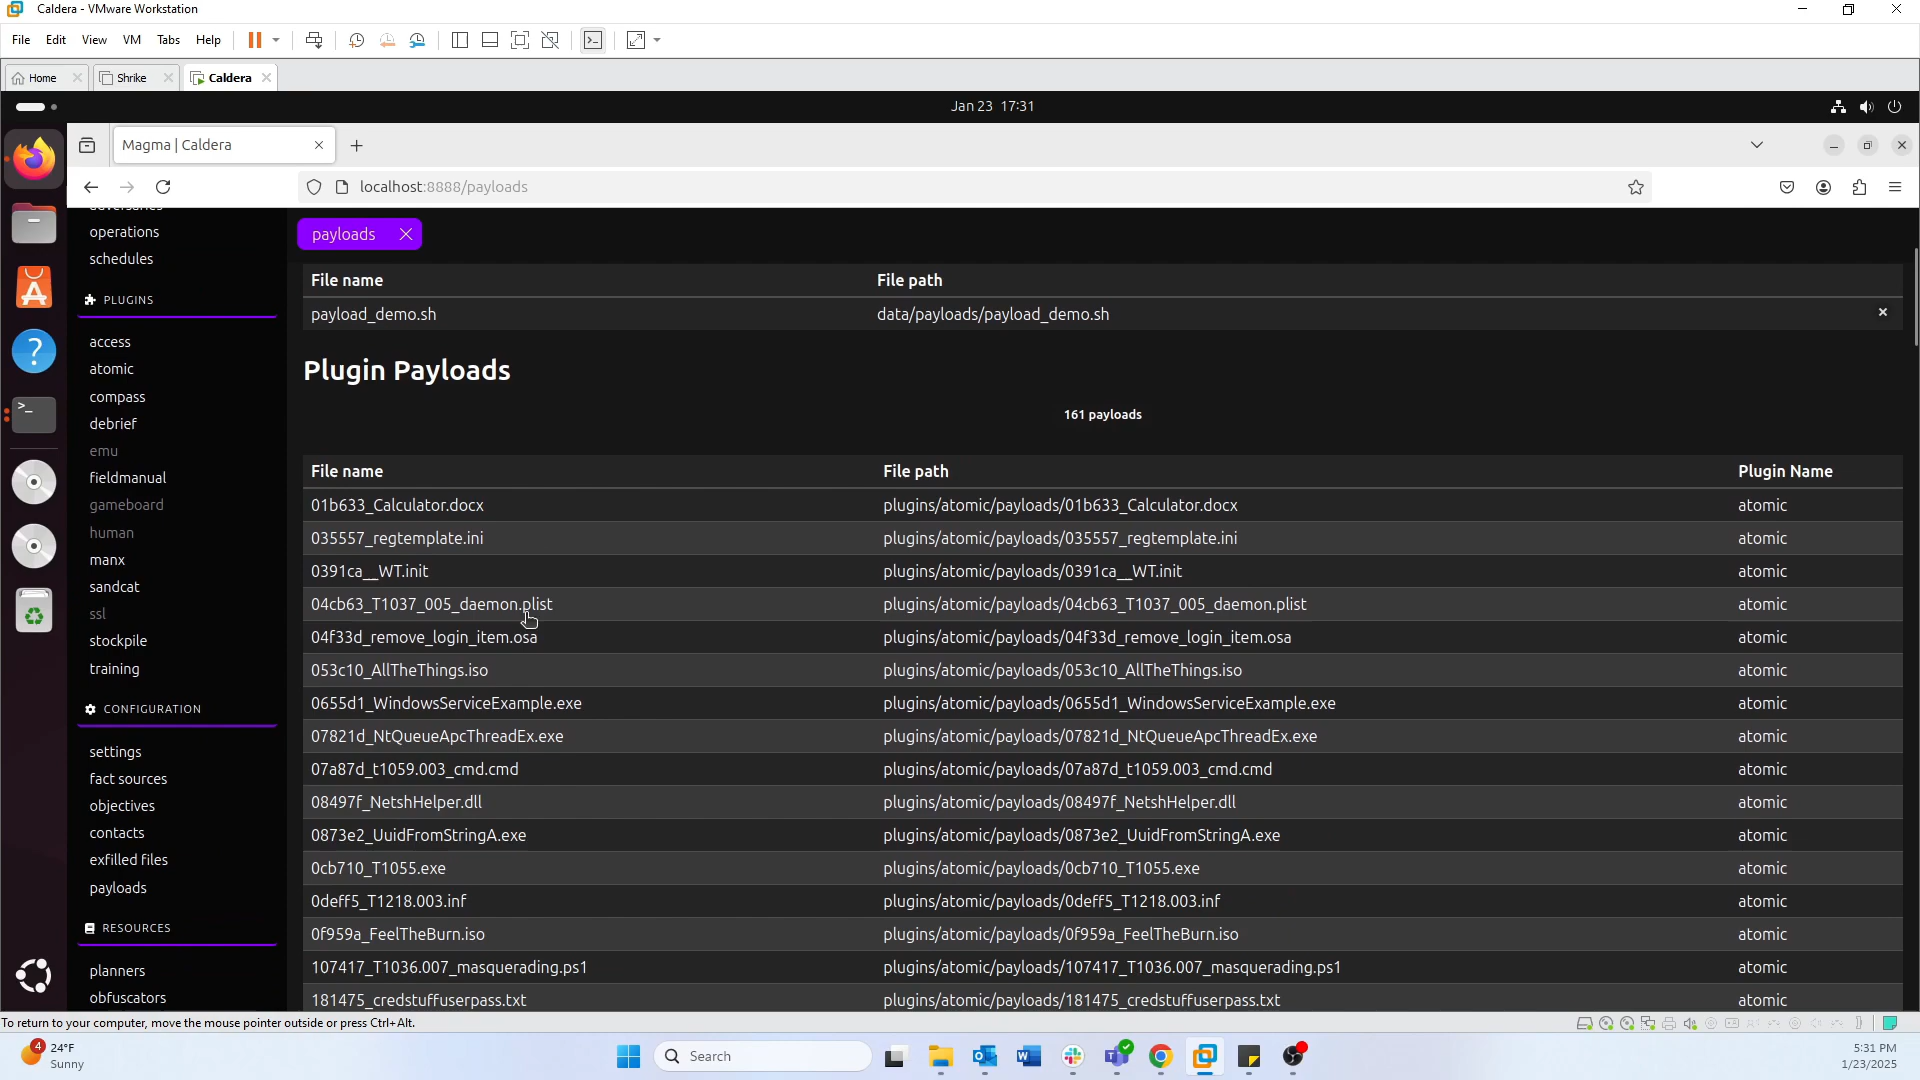 Caldera - VMware Workstation
File Edit View VM Tabs Help
Home Shrike Caldera
Jan 23 17:31
Magma | Caldera
localhost:8888/payloads
adversaries
operations
schedules
PLUGINS
access
atomic
compass
debrief
emu
fieldmanual
gameboard
human
manx
sandcat
ssl
stockpile
training
CONFIGURATION
settings
fact sources
objectives
contacts
exfilled files
payloads
RESOURCES
planners
obfuscators
payloads
File name File path
payload_demo.sh data/payloads/payload_demo.sh
Plugin Payloads
161 payloads
File name File path Plugin Name
01b633_Calculator.docx plugins/atomic/payloads/01b633_Calculator.docx atomic
035557_regtemplate.ini plugins/atomic/payloads/035557_regtemplate.ini atomic
0391ca__WT.init plugins/atomic/payloads/0391ca__WT.init atomic
04cb63_T1037_005_daemon.plist plugins/atomic/payloads/04cb63_T1037_005_daemon.plist atomic
04f33d_remove_login_item.osa plugins/atomic/payloads/04f33d_remove_login_item.osa atomic
053c10_AllTheThings.iso plugins/atomic/payloads/053c10_AllTheThings.iso atomic
0655d1_WindowsServiceExample.exe plugins/atomic/payloads/0655d1_WindowsServiceExample.exe atomic
07821d_NtQueueApcThreadEx.exe plugins/atomic/payloads/07821d_NtQueueApcThreadEx.exe atomic
07a87d_t1059.003_cmd.cmd plugins/atomic/payloads/07a87d_t1059.003_cmd.cmd atomic
08497f_NetshHelper.dll plugins/atomic/payloads/08497f_NetshHelper.dll atomic
0873e2_UuidFromStringA.exe plugins/atomic/payloads/0873e2_UuidFromStringA.exe atomic
0cb710_T1055.exe plugins/atomic/payloads/0cb710_T1055.exe atomic
0deff5_T1218.003.inf plugins/atomic/payloads/0deff5_T1218.003.inf atomic
0f959a_FeelTheBurn.iso plugins/atomic/payloads/0f959a_FeelTheBurn.iso atomic
107417_T1036.007_masquerading.ps1 plugins/atomic/payloads/107417_T1036.007_masquerading.ps1 atomic
181475_credstuffuserpass.txt plugins/atomic/payloads/181475_credstuffuserpass.txt atomic
To return to your computer, move the mouse pointer outside or press Ctrl+Alt.
4
24°F
Sunny
Search
5:31 PM
1/23/2025